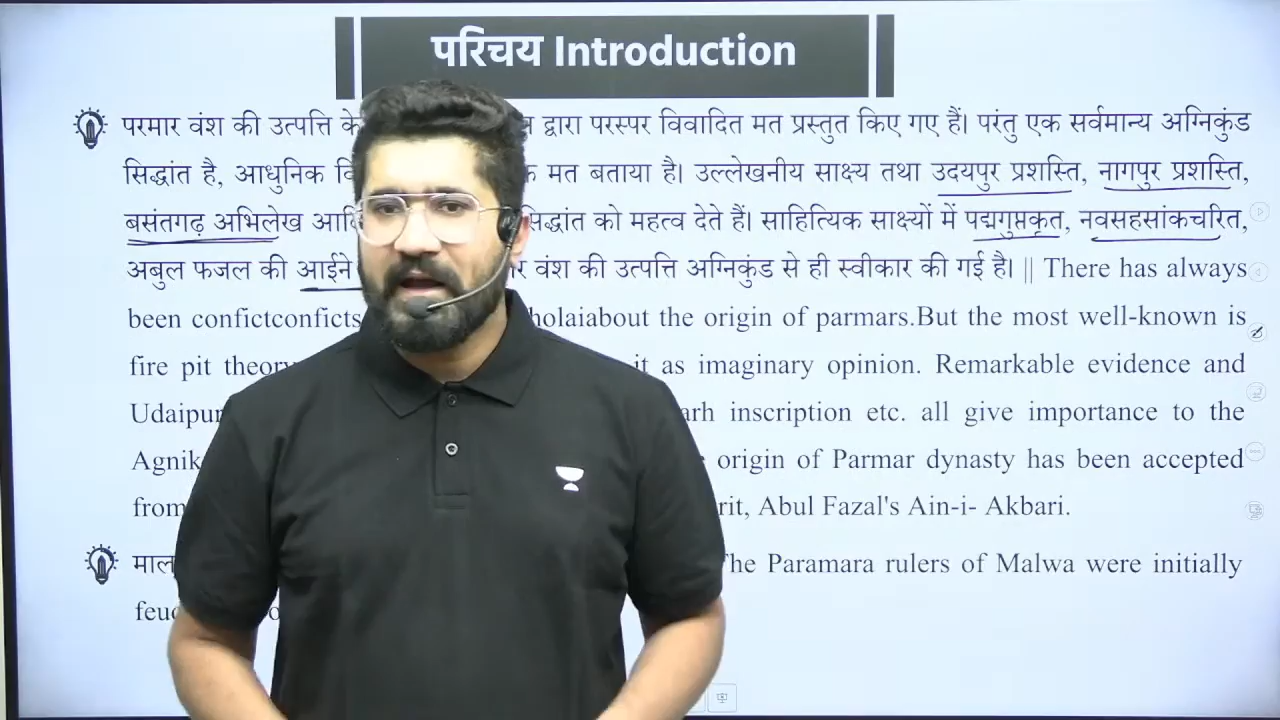 परिचय Introduction
परमार वंश की उत्पत्ति के द्वारा परस्पर विवादित मत प्रस्तुत किए गए हैं। परंतु एक सर्वमान्य अग्निकुंड
सिद्धांत है, आधुनिक मत बताया है। उल्लेखनीय साक्ष्य तथा उदयपुर प्रशस्ति, नागपुर प्रशस्ति,
बसंतगढ़ अभिलेख सिद्धांत को महत्व देते हैं। साहित्यिक साक्ष्यों में पद्मगुप्तकृत, नवसहसांकचरित,
अबुल फजल की आईने वंश की उत्पत्ति अग्निकुंड से ही स्वीकार की गई है। || There has always
been confictconficts holaiabout the origin of parmars.But the most well-known is
fire pit theory it as imaginary opinion. Remarkable evidence and
Udaipur arh inscription etc. all give importance to the
Agnik origin of Parmar dynasty has been accepted
from rit, Abul Fazal's Ain-i- Akbari.
The Paramara rulers of Malwa were initially